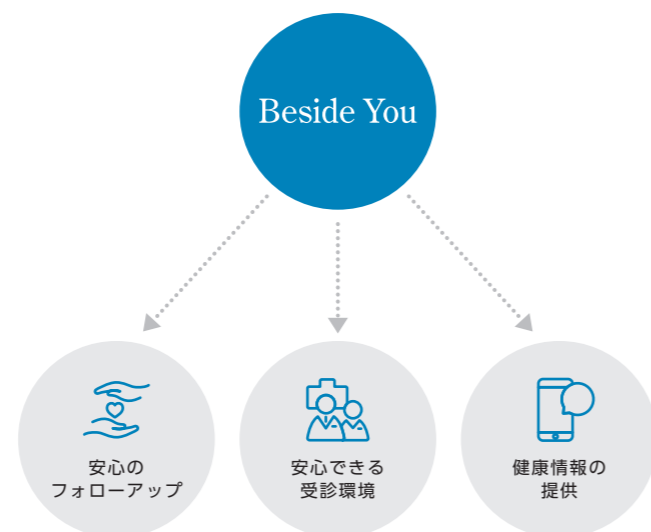 Beside You
安心の
フォローアップ
安心できる
受診環境
健康情報の
提供